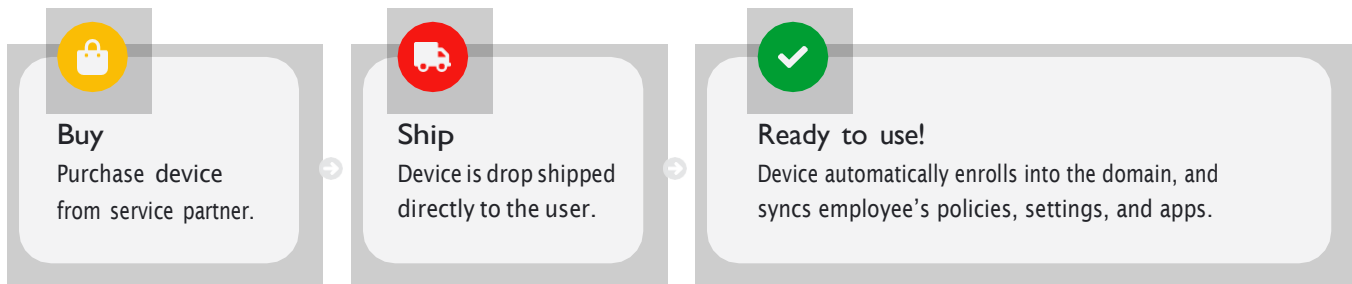 Buy
Purchase device
from service partner.
Ship
Device is drop shipped
directly to the user.
Ready to use!
Device automatically enrolls into the domain, and
syncs employee’s policies, settings, and apps.